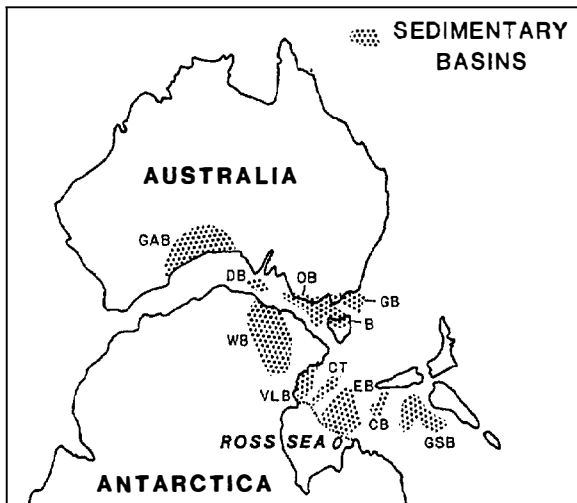 SEDIMENTARY
BASINS
AUSTRALIA
GAB
DB
OB
GB
B
WB
CT
VLB
EB
CB
GSB
ROSS SEA
ANTARCTICA